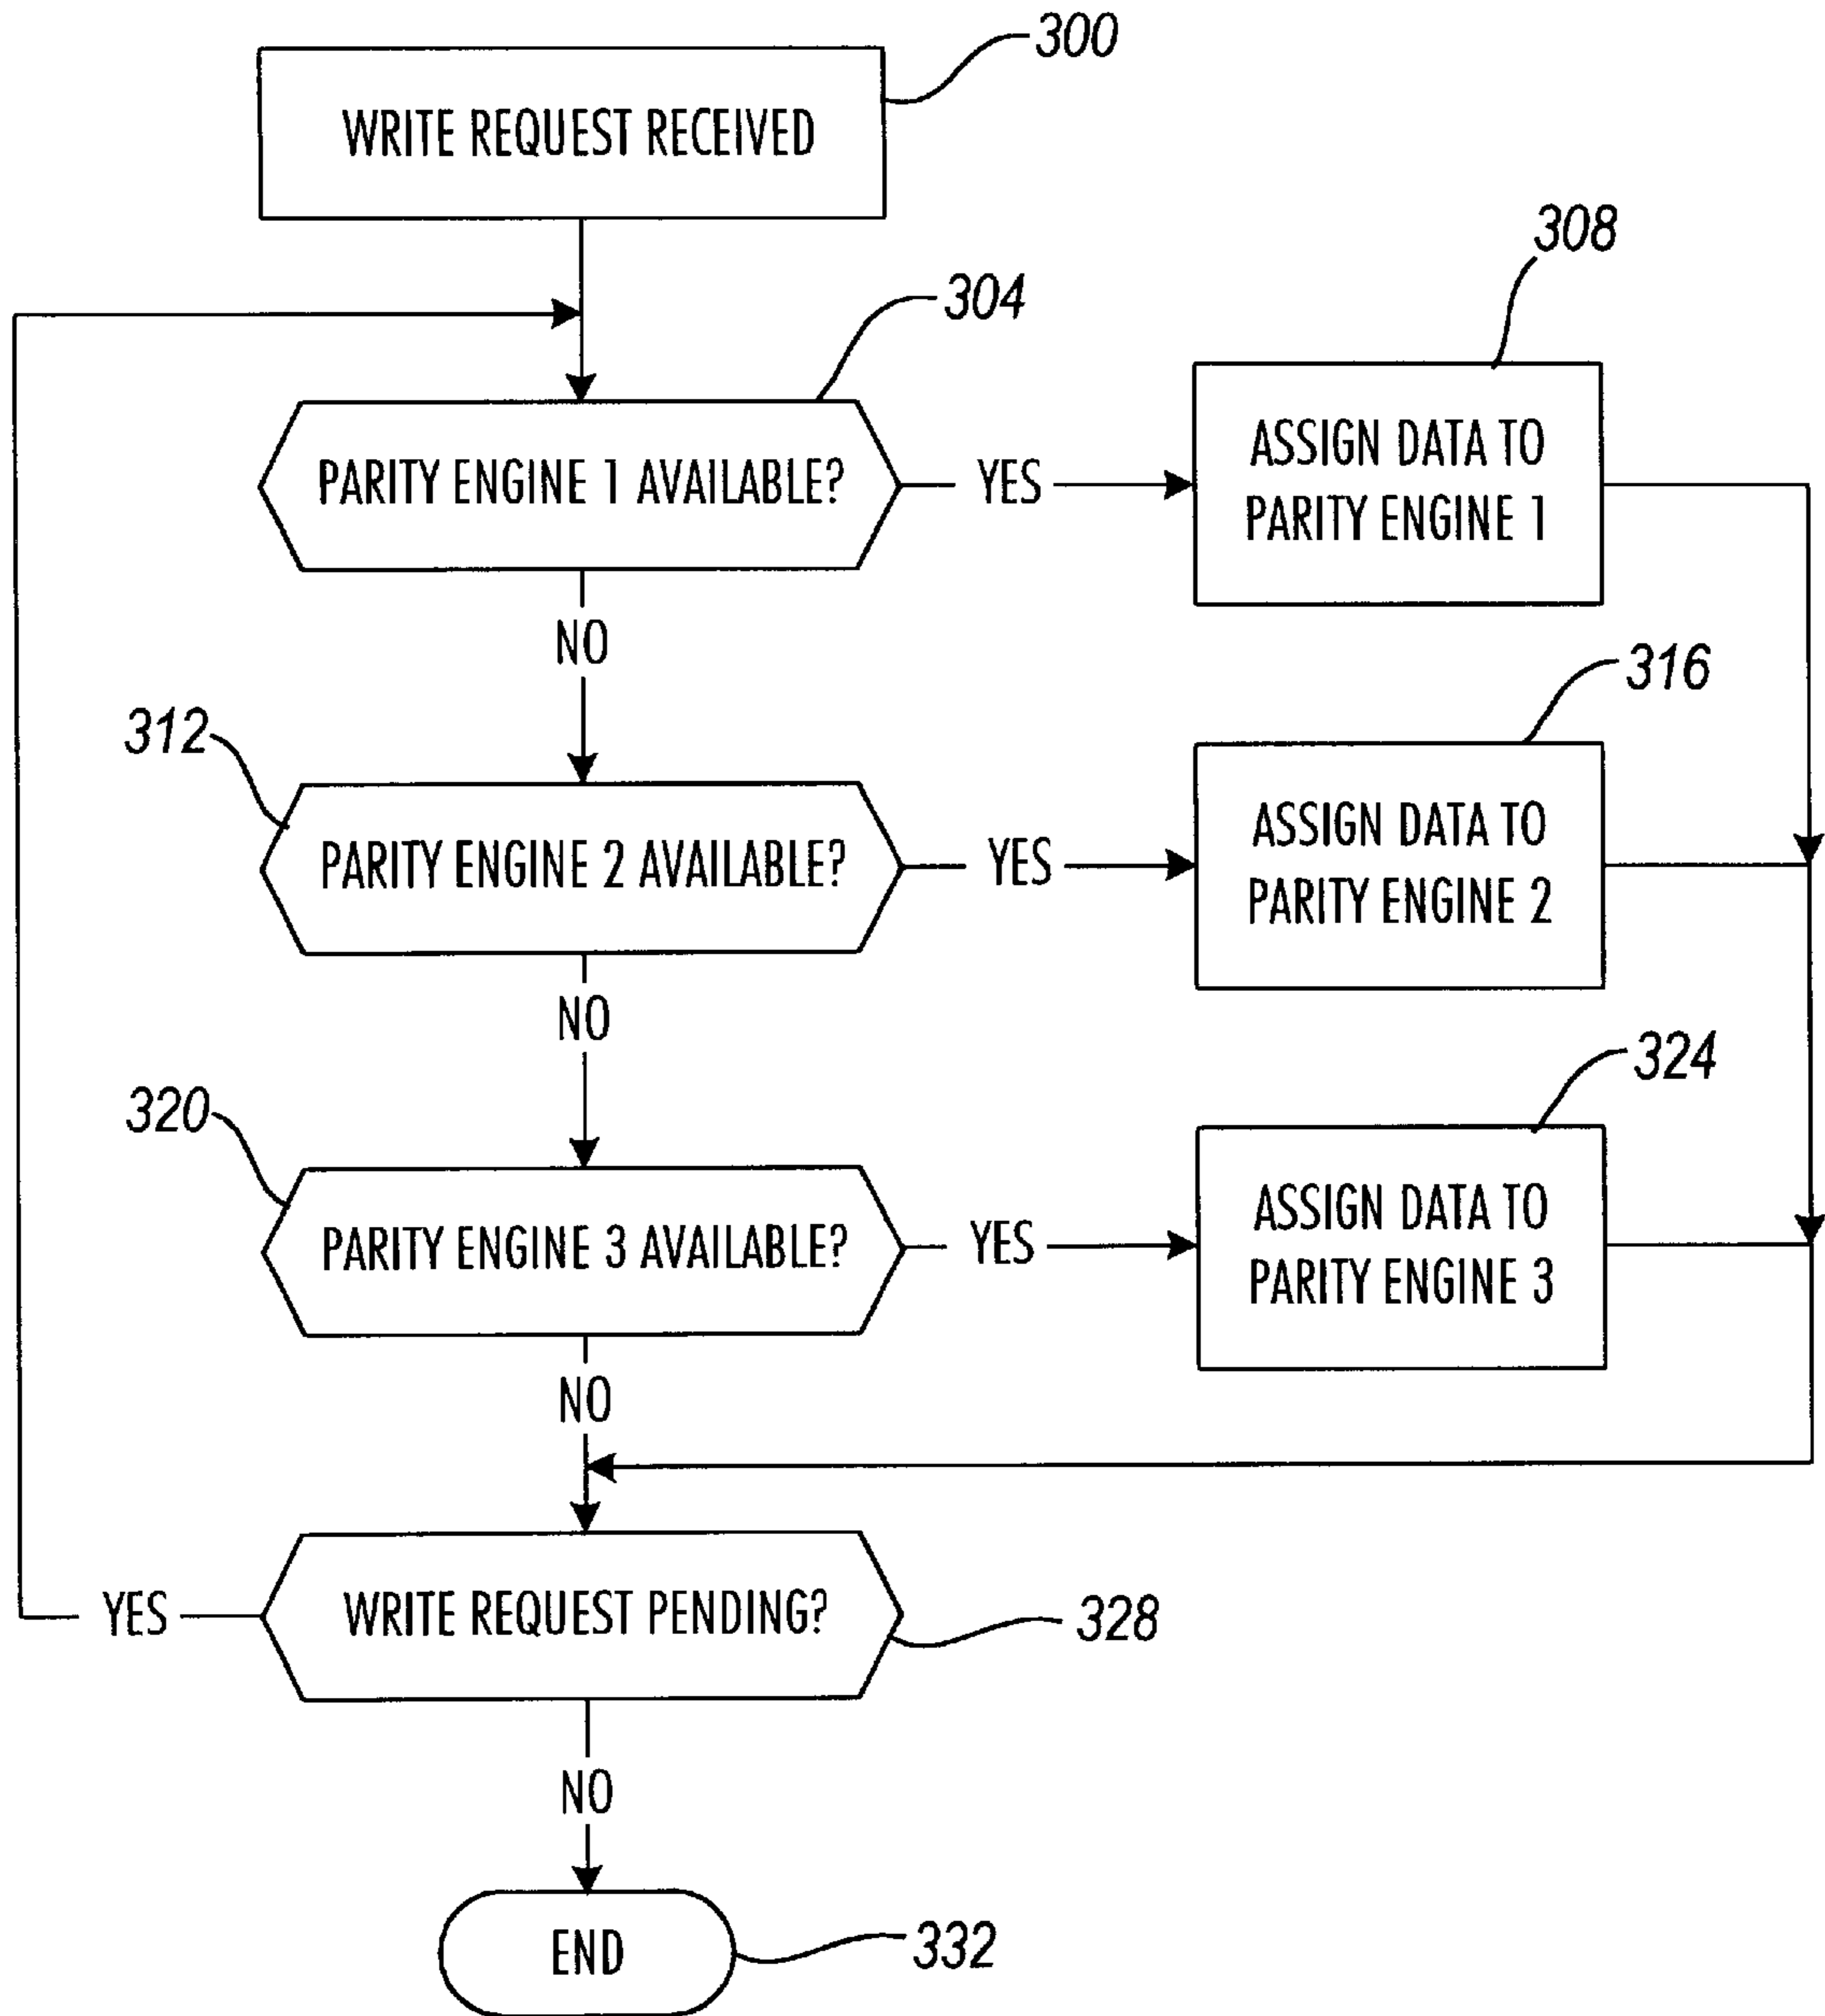 300
WRITE REQUEST RECEIVED
308
304
PARITY ENGINE 1 AVAILABLE?
YES
ASSIGN DATA TO
PARITY ENGINE 1
NO
316
312
PARITY ENGINE 2 AVAILABLE?
YES
ASSIGN DATA TO
PARITY ENGINE 2
NO
324
320
PARITY ENGINE 3 AVAILABLE?
YES
ASSIGN DATA TO
PARITY ENGINE 3
NO
YES
WRITE REQUEST PENDING?
328
NO
END
332